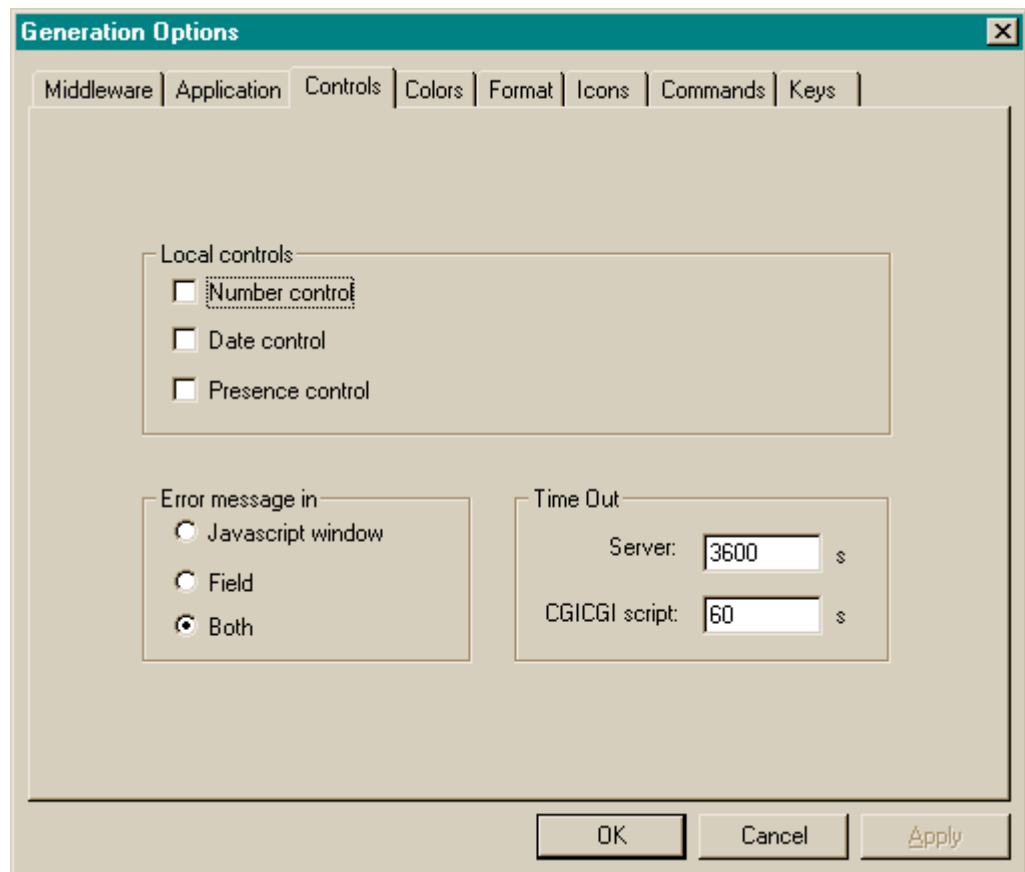 Generation Options
Middleware Application Controls Colors Format Icons Commands Keys
Local controls
Number control
Date control
Presence control
Error message in
Javascript window
Field
Both
Time Out
Server: 3600 s
CGICGI script: 60 s
OK Cancel Apply